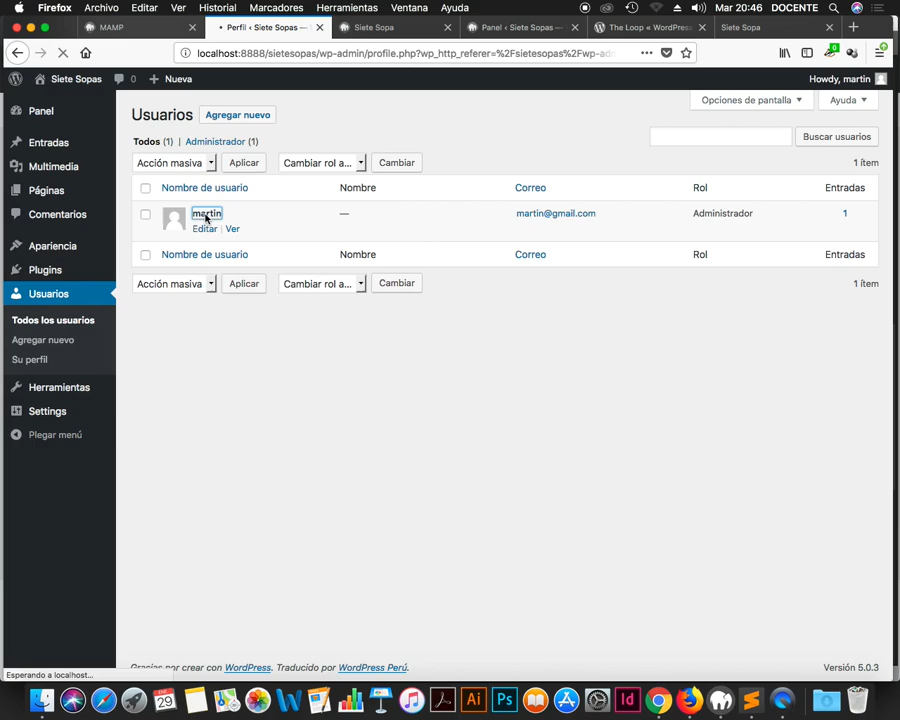 Firefox Archivo Editar Ver Historial Marcadores Herramientas Ventana Ayuda Mar 20:46 DOCENTE
MAMP
Perfil ‹ Siete Sopas —
Siete Sopa
Panel ‹ Siete Sopas —
The Loop « WordPress
Siete Sopa
localhost:8888/sietesopas/wp-admin/profile.php?wp_http_referer=%2Fsietesopas%2Fwp-adm
Siete Sopas 0 Nueva Howdy, martin
Opciones de pantalla Ayuda
Panel
Entradas
Multimedia
Páginas
Comentarios
Apariencia
Plugins
Usuarios
Todos los usuarios
Agregar nuevo
Su perfil
Herramientas
Settings
Plegar menú
Usuarios Agregar nuevo
Todos (1) | Administrador (1)
Buscar usuarios
Acción masiva Aplicar Cambiar rol a... Cambiar 1 ítem
Nombre de usuario Nombre Correo Rol Entradas
martin — martin@gmail.com Administrador 1
Editar | Ver
Nombre de usuario Nombre Correo Rol Entradas
Acción masiva Aplicar Cambiar rol a... Cambiar 1 ítem
Gracias por crear con WordPress. Traducido por WordPress Perú. Versión 5.0.3
Esperando a localhost...